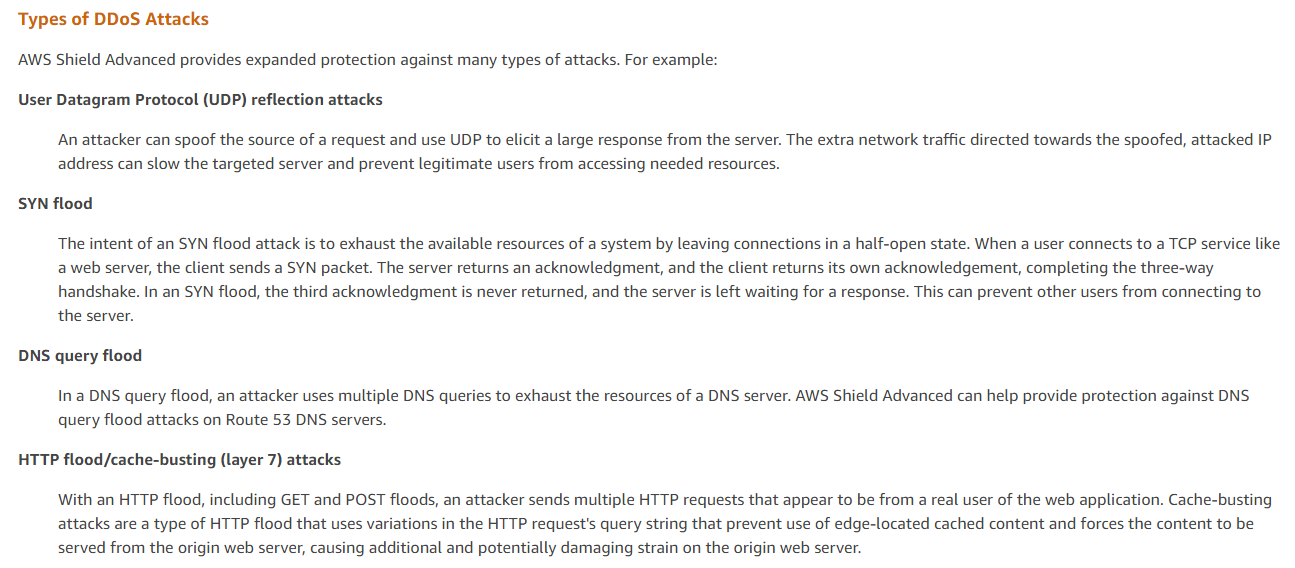 Types of DDoS Attacks
AWS Shield Advanced provides expanded protection against many types of attacks. For example:
User Datagram Protocol (UDP) reflection attacks
An attacker can spoof the source of a request and use UDP to elicit a large response from the server. The extra network traffic directed towards the spoofed, attacked IP
address can slow the targeted server and prevent legitimate users from accessing needed resources.
SYN flood
The intent of an SYN flood attack is to exhaust the available resources of a system by leaving connections in a half-open state. When a user connects to a TCP service like
a web server, the client sends a SYN packet. The server returns an acknowledgment, and the client returns its own acknowledgement, completing the three-way
handshake. In an SYN flood, the third acknowledgment is never returned, and the server is left waiting for a response. This can prevent other users from connecting to
the server.
DNS query flood
In a DNS query flood, an attacker uses multiple DNS queries to exhaust the resources of a DNS server. AWS Shield Advanced can help provide protection against DNS
query flood attacks on Route 53 DNS servers.
HTTP flood/cache-busting (layer 7) attacks
With an HTTP flood, including GET and POST floods, an attacker sends multiple HTTP requests that appear to be from a real user of the web application. Cache-busting
attacks are a type of HTTP flood that uses variations in the HTTP request's query string that prevent use of edge-located cached content and forces the content to be
served from the origin web server, causing additional and potentially damaging strain on the origin web server.